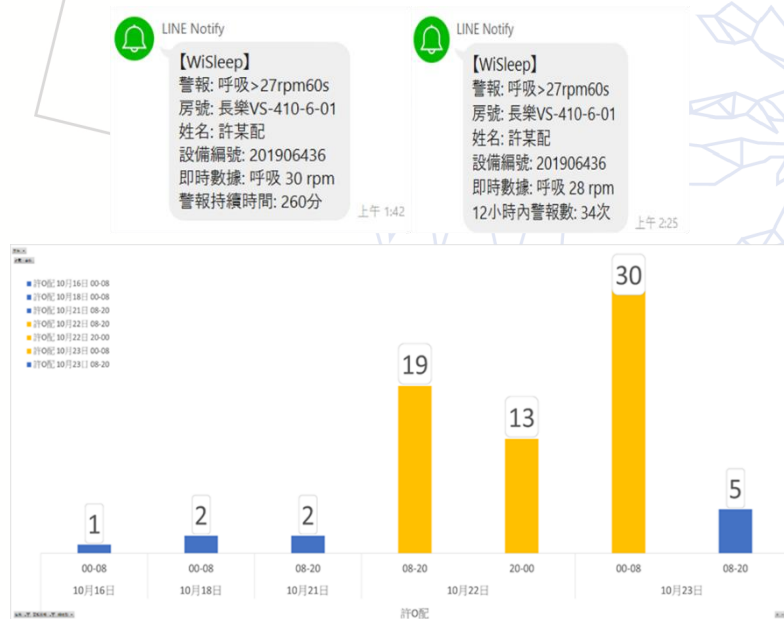 LINE Notify
【WiSleep】
警報: 呼吸>27rpm60s
房號: 長樂VS-410-6-01
姓名: 許某配
設備編號: 201906436
即時數據: 呼吸 30 rpm
警報持續時間: 260分
上午 1:42
LINE Notify
【WiSleep】
警報: 呼吸>27rpm60s
房號: 長樂VS-410-6-01
姓名: 許某配
設備編號: 201906436
即時數據: 呼吸 28 rpm
12小時內警報數: 34次
上午 2:25
許O配 10月16日 00-08
許O配 10月18日 00-08
許O配 10月21日 08-20
許O配 10月22日 08-20
許O配 10月22日 20-00
許O配 10月23日 00-08
許O配 10月23日 08-20
1
2
2
19
13
30
5
00-08 00-08 08-20 08-20 20-00 00-08 08-20
10月16日 10月18日 10月21日 10月22日 10月23日
許O配